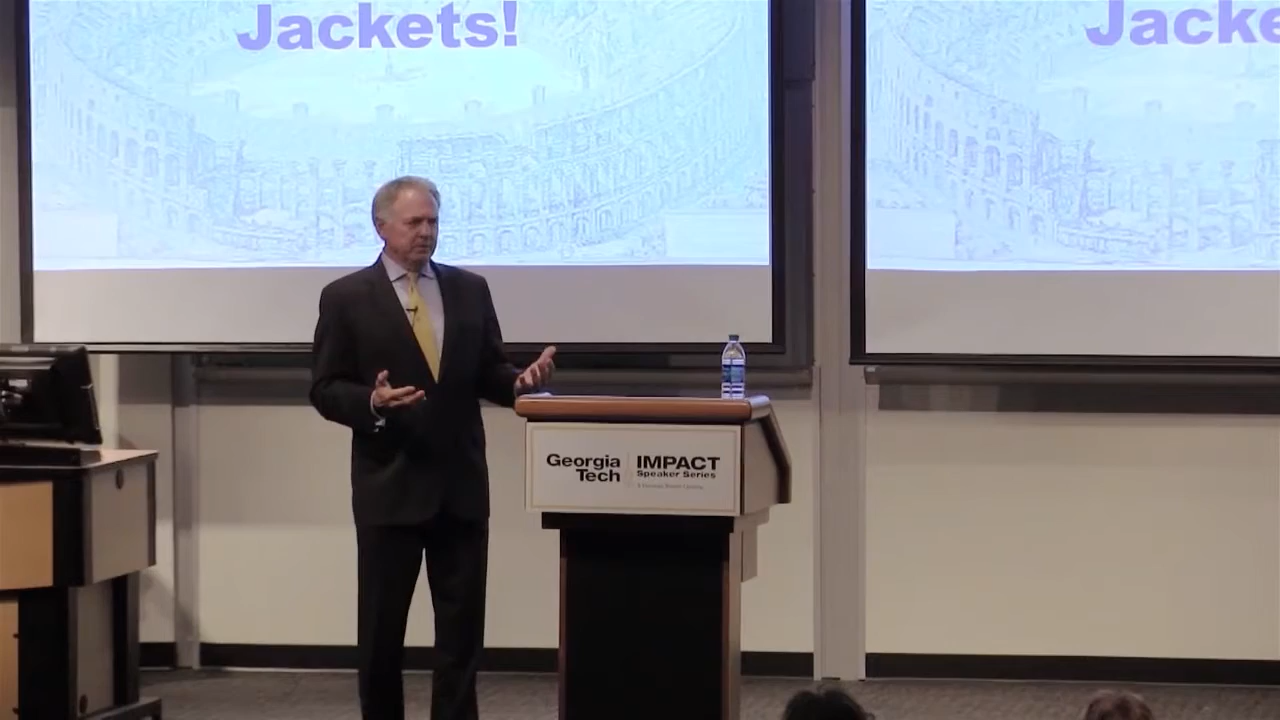 Jackets!
Jacke
Georgia
Tech
IMPACT
Speaker Series